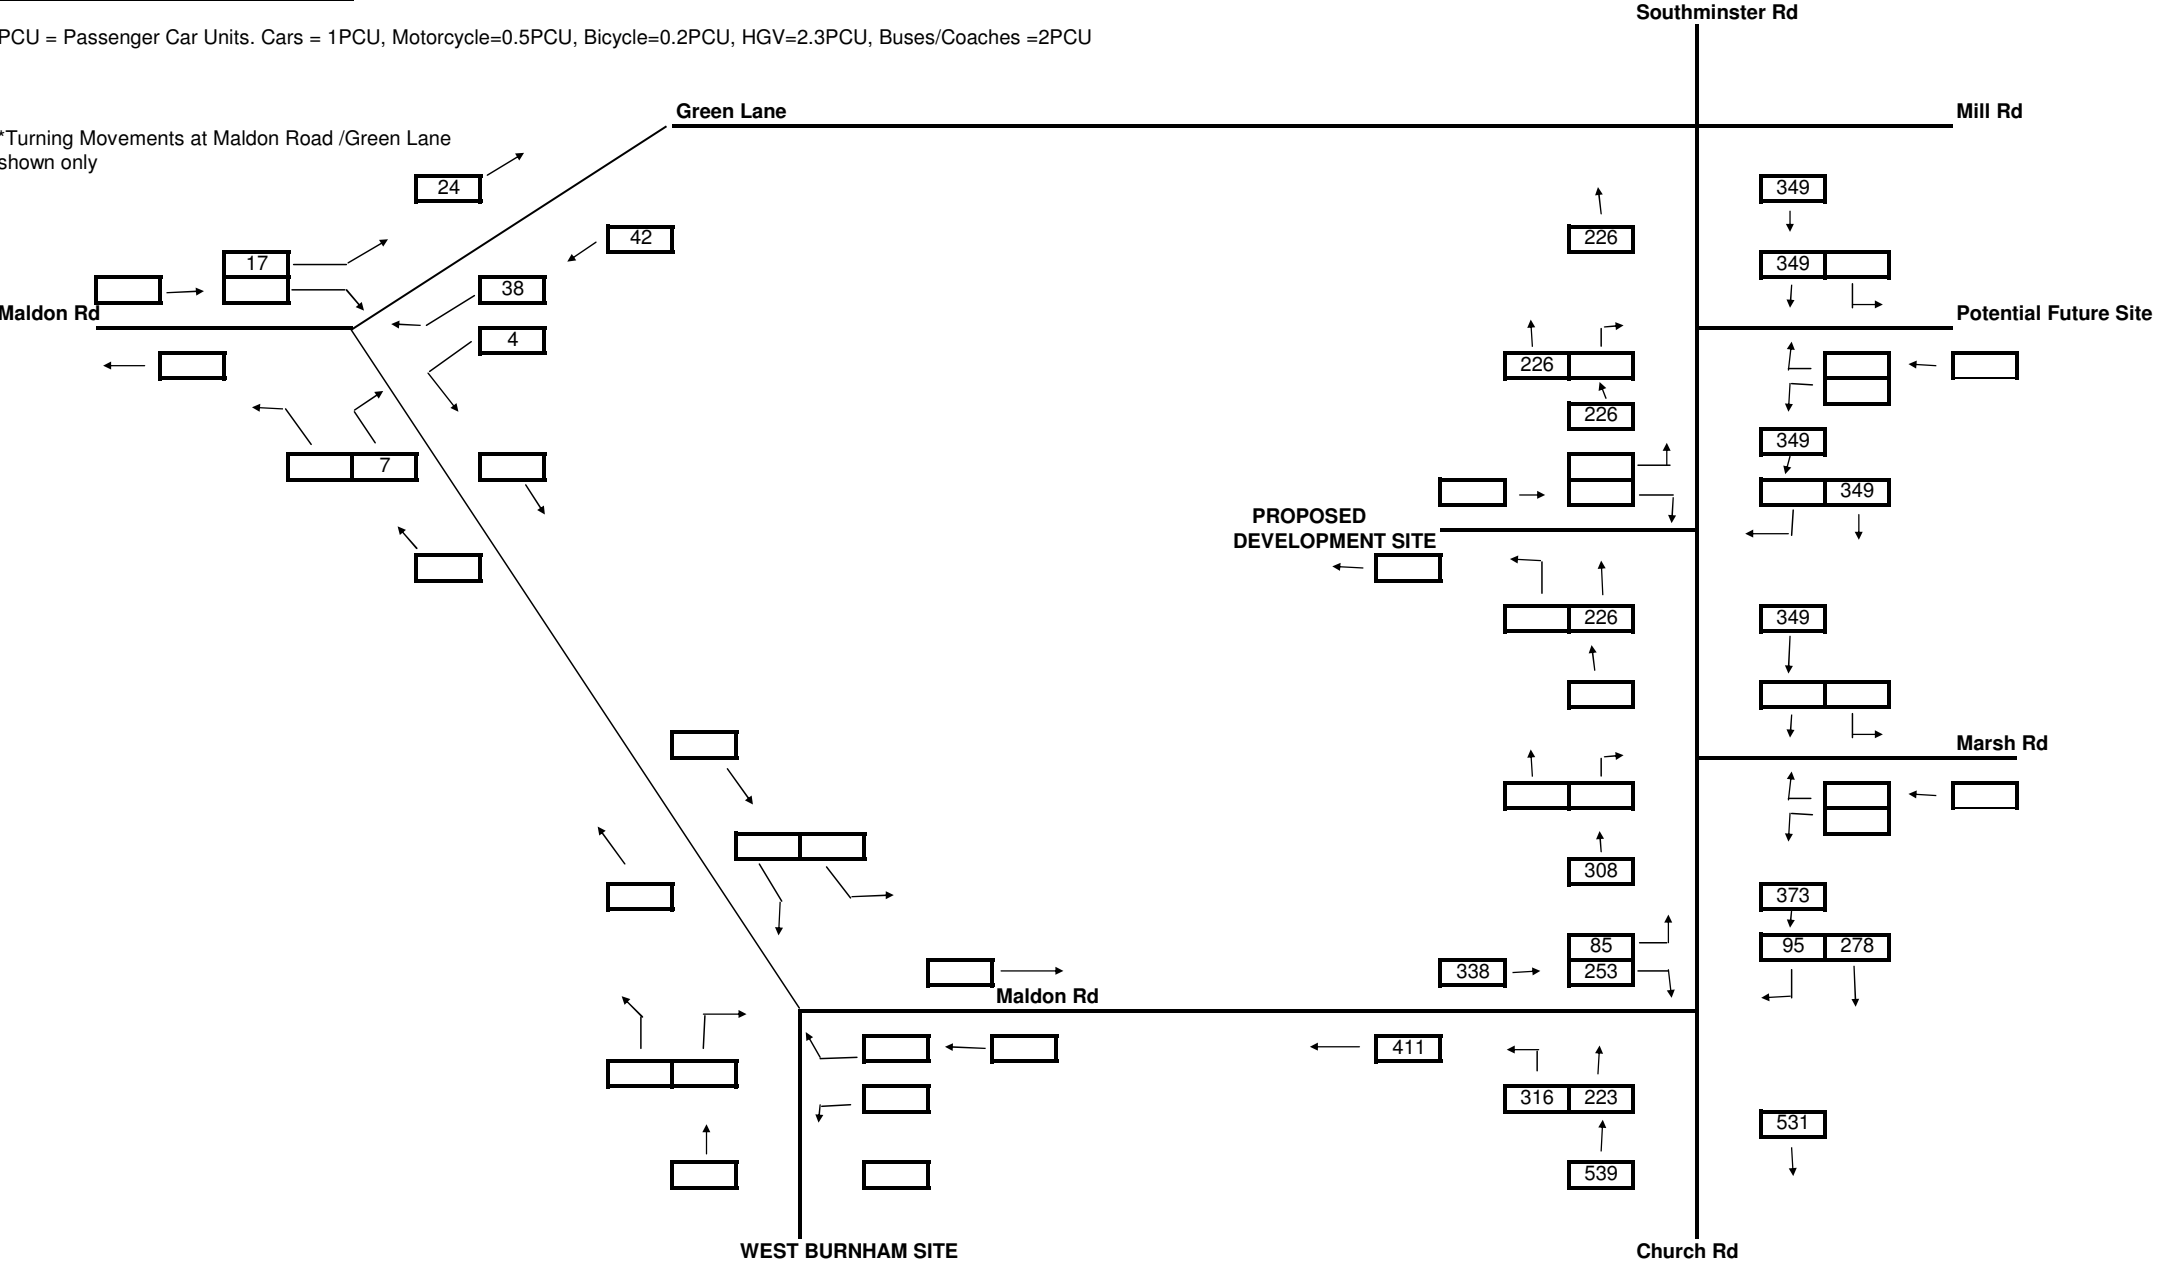 Southminster Rd
PCU = Passenger Car Units. Cars = 1PCU, Motorcycle=0.5PCU, Bicycle=0.2PCU, HGV=2.3PCU, Buses/Coaches =2PCU
Green Lane
Mill Rd
*Turning Movements at Maldon Road /Green Lane
shown only
24
349
42
226
17
349
38
Maldon Rd
Potential Future Site
4
226
226
349
7
349
PROPOSED
DEVELOPMENT SITE
226
349
Marsh Rd
308
373
85
95 278
338
253
Maldon Rd
411
316 223
531
539
WEST BURNHAM SITE
Church Rd